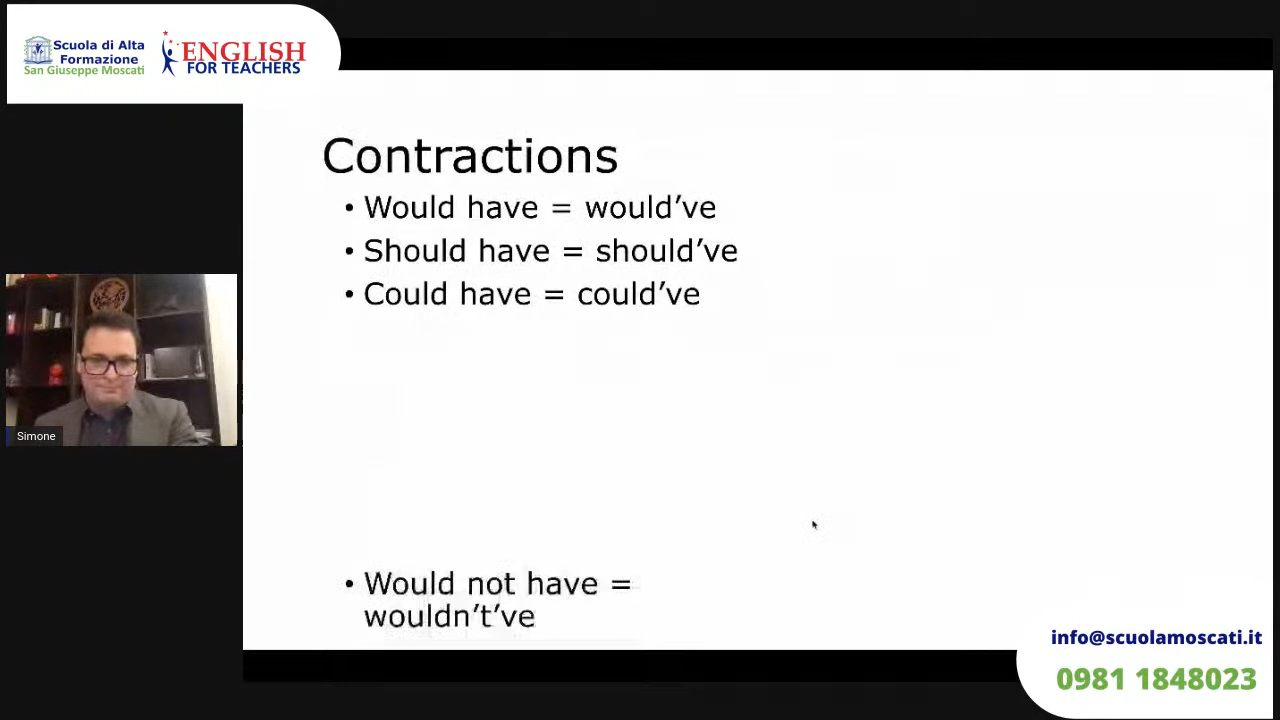 Scuola di Alta
Formazione
San Giuseppe Moscati
ENGLISH
FOR TEACHERS
Contractions
• Would have = would’ve
• Should have = should’ve
• Could have = could’ve
Simone
• Would not have =
wouldn’t’ve
info@scuolamoscati.it
0981 1848023